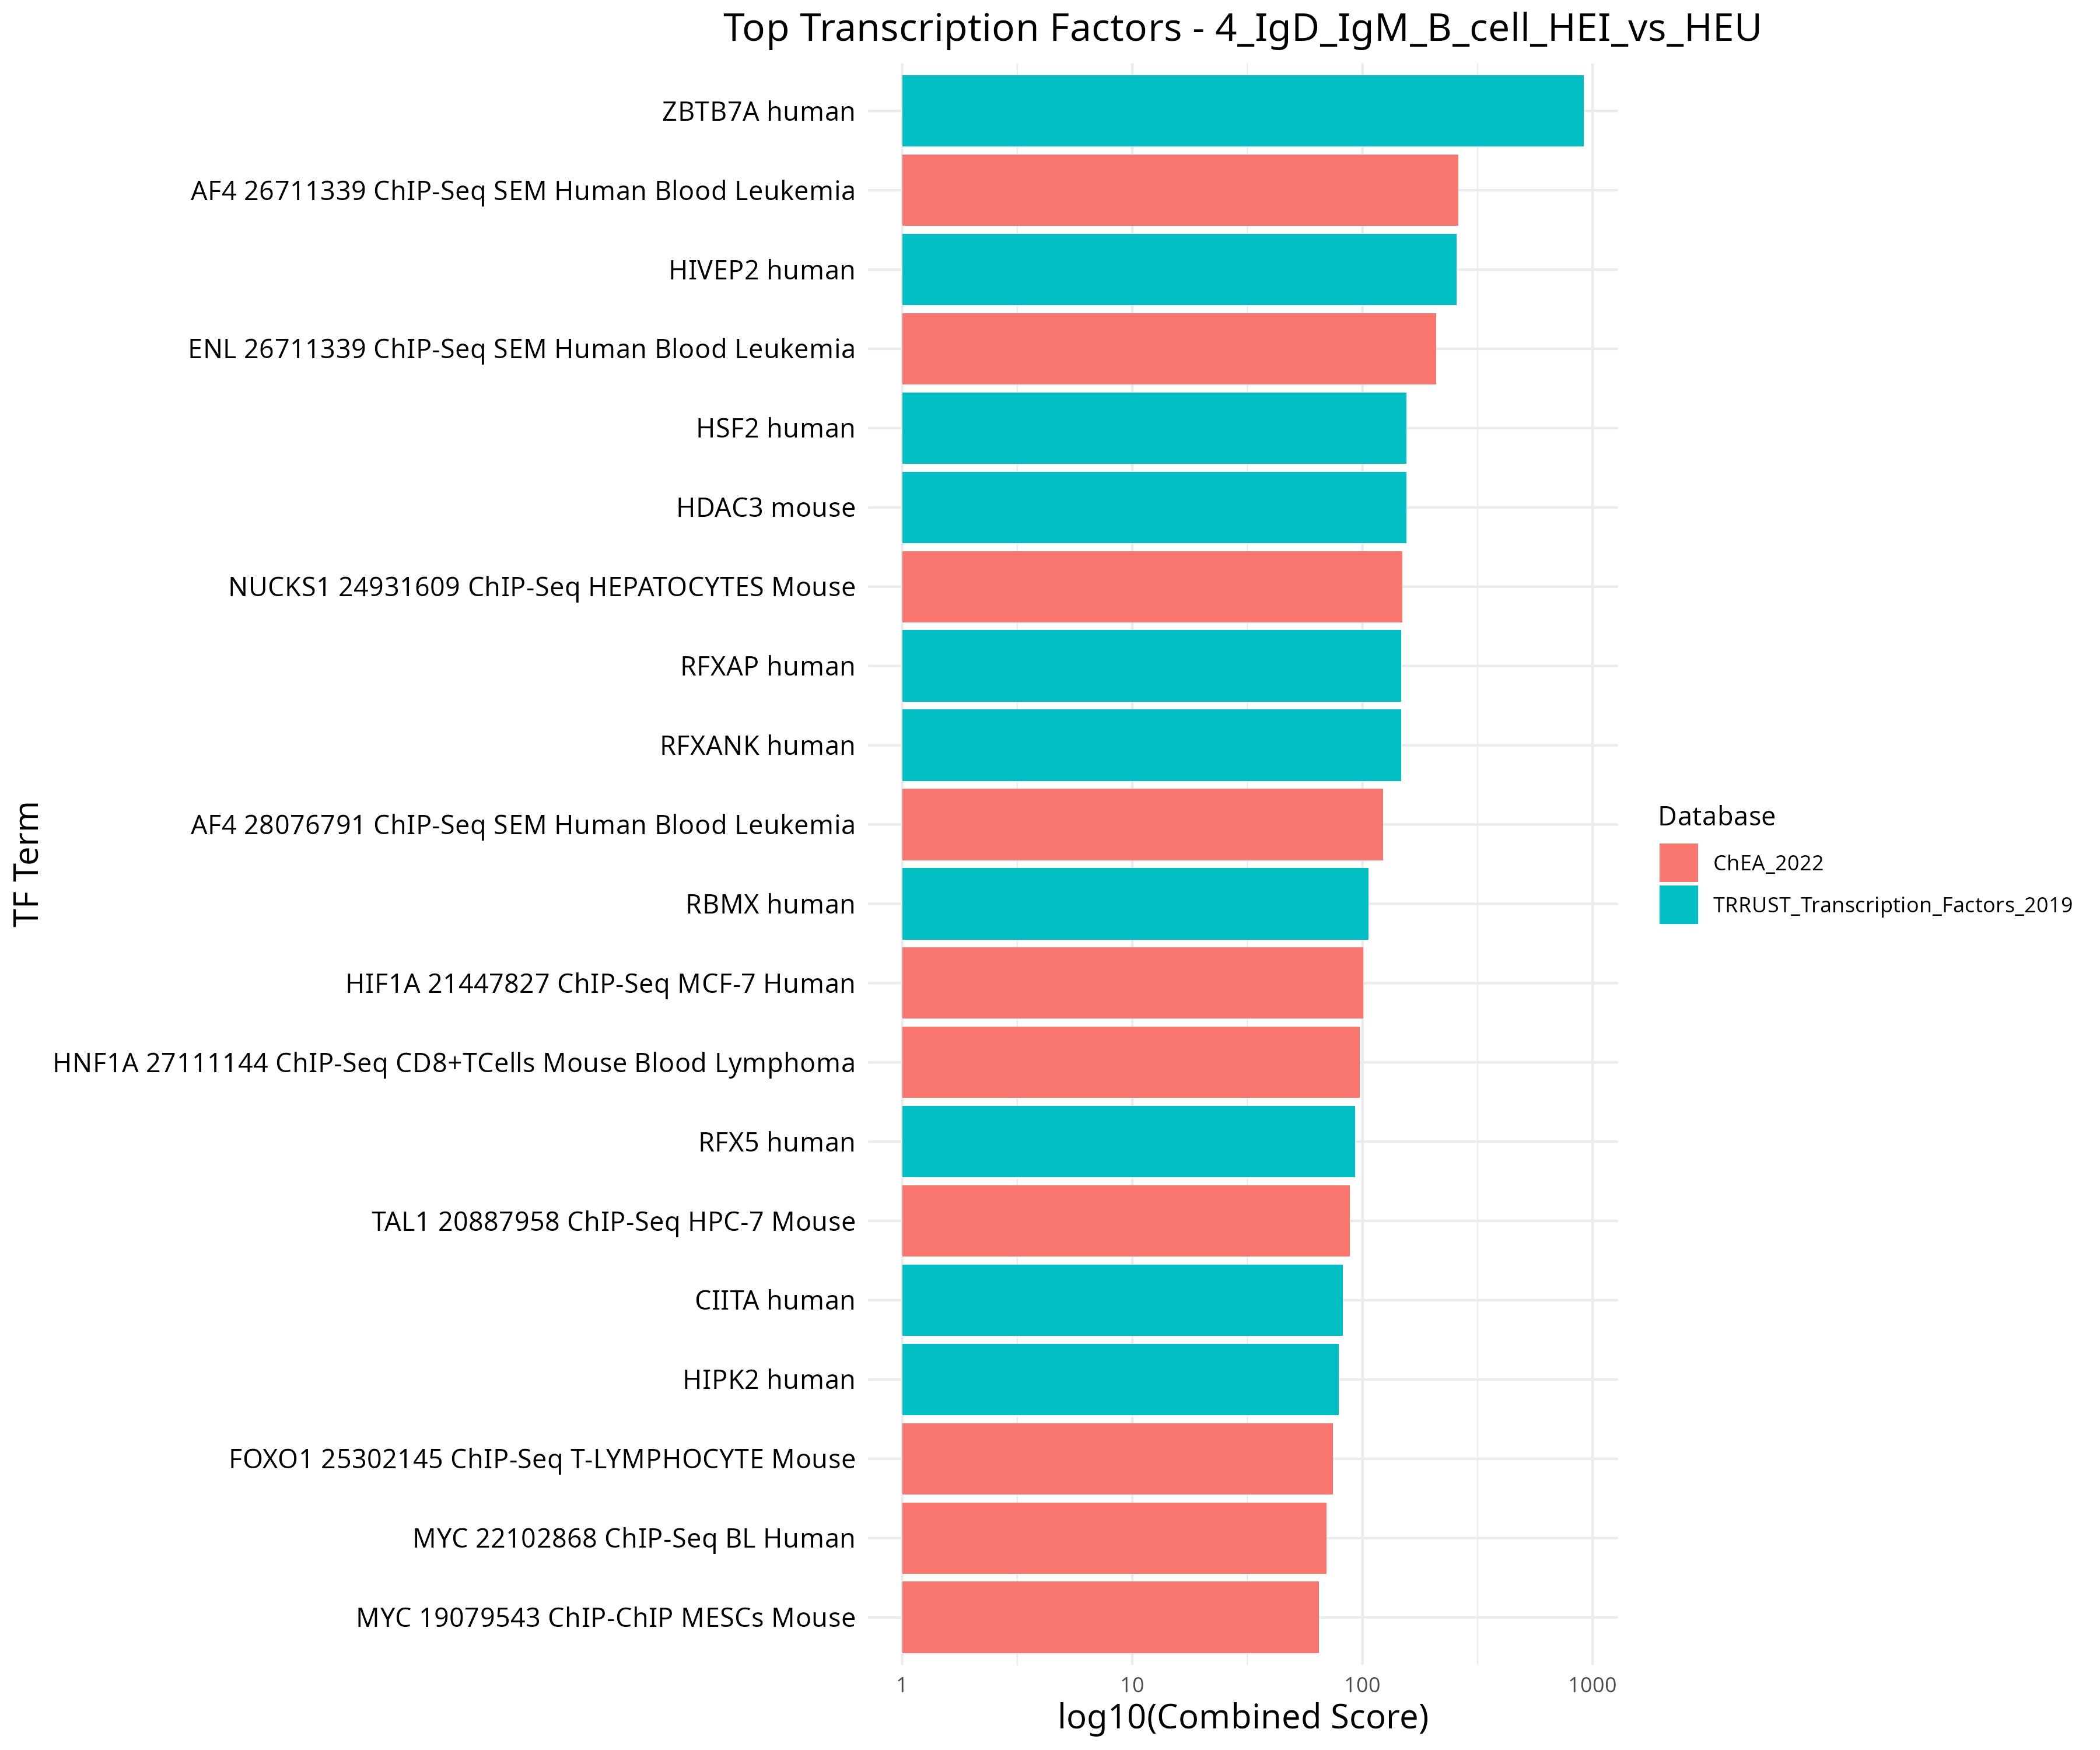 Top Transcription Factors - 4_IgD_IgM_B_cell_HEI_vs_HEU
TF Term
ZBTB7A human
AF4 26711339 ChIP-Seq SEM Human Blood Leukemia
HIVEP2 human
ENL 26711339 ChIP-Seq SEM Human Blood Leukemia
HSF2 human
HDAC3 mouse
NUCKS1 24931609 ChIP-Seq HEPATOCYTES Mouse
RFXAP human
RFXANK human
AF4 28076791 ChIP-Seq SEM Human Blood Leukemia
RBMX human
HIF1A 21447827 ChIP-Seq MCF-7 Human
HNF1A 27111144 ChIP-Seq CD8+TCells Mouse Blood Lymphoma
RFX5 human
TAL1 20887958 ChIP-Seq HPC-7 Mouse
CIITA human
HIPK2 human
FOXO1 25302145 ChIP-Seq T-LYMPHOCYTE Mouse
MYC 22102868 ChIP-Seq BL Human
MYC 19079543 ChIP-ChIP MESCs Mouse
1 10 100 1000
log10(Combined Score)
Database
ChEA_2022
TRRUST_Transcription_Factors_2019